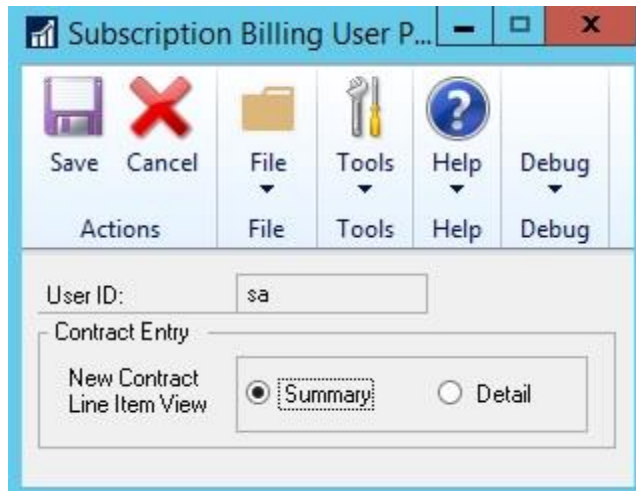 Subscription Billing User P...
Save Cancel File Tools Help Debug
Actions File Tools Help Debug
User ID: sa
Contract Entry
New Contract
Line Item View
Summary Detail